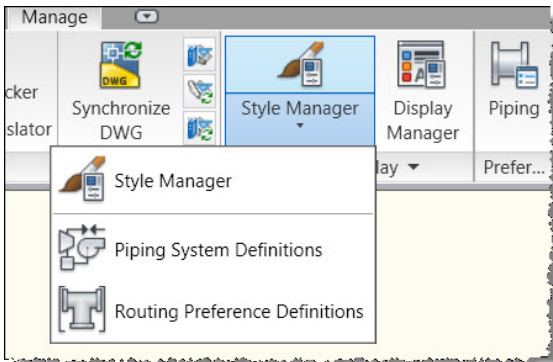 Manage
cker
slator
DWG
Synchronize
DWG
Style Manager
Display
Manager
Piping
lay
Prefer...
Style Manager
Piping System Definitions
Routing Preference Definitions